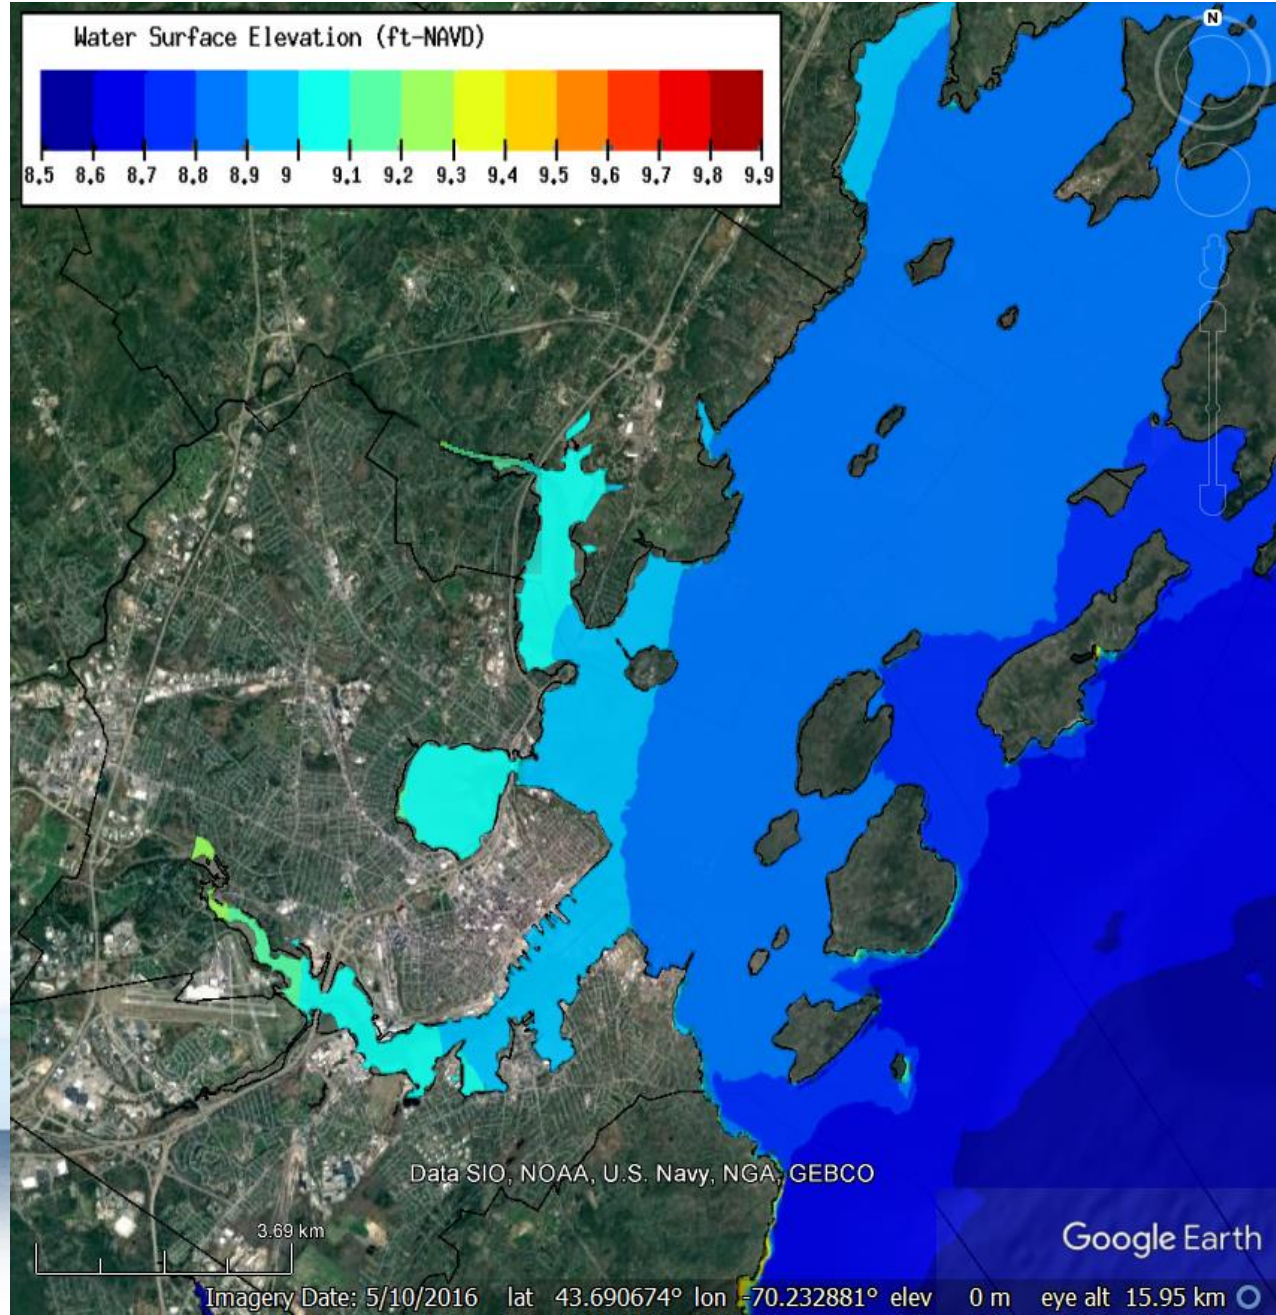 Water Surface Elevation (ft-NAVD)
8.5 8.6 8.7 8.8 8.9 9 9.1 9.2 9.3 9.4 9.5 9.6 9.7 9.8 9.9
N
Data SIO, NOAA, U.S. Navy, NGA, GEBCO
3.69 km
Google Earth
Imagery Date: 5/10/2016 lat 43.690674° lon -70.232881° elev 0 m eye alt 15.95 km